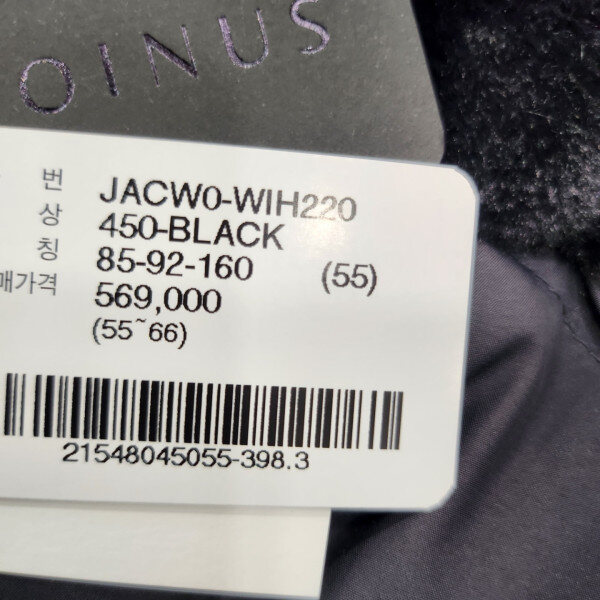 OINUS
번 JACW0-WIH220
상 450-BLACK
칭 85-92-160 (55)
매가격 569,000
(55~66)
21548045055-398.3